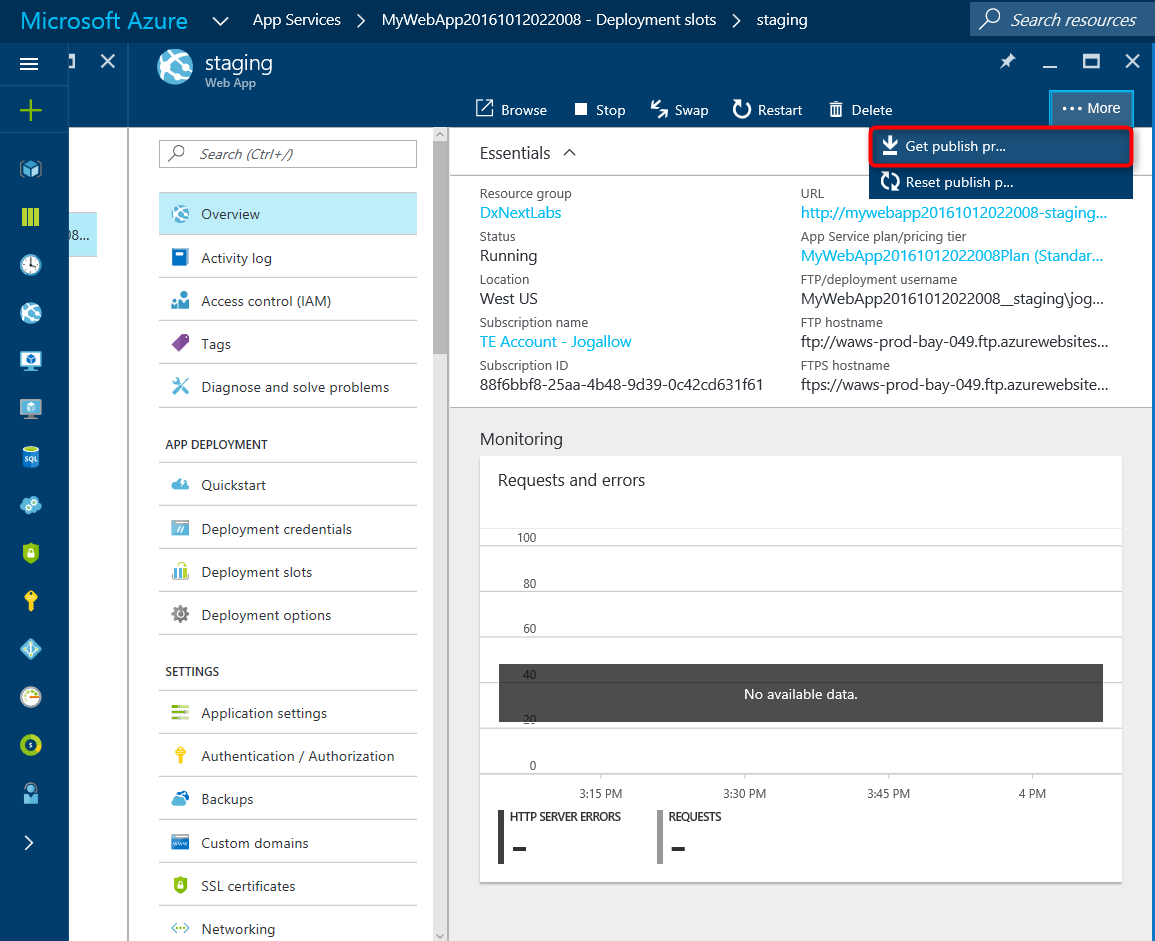 Microsoft Azure
App Services > MyWebApp20161012022008 - Deployment slots > staging
Search resources
staging
Web App
Browse
Stop
Swap
Restart
Delete
··· More
Get publish pr...
Reset publish p...
08...
Search (Ctrl+/)
Overview
Activity log
Access control (IAM)
Tags
Diagnose and solve problems
APP DEPLOYMENT
Quickstart
Deployment credentials
Deployment slots
Deployment options
SETTINGS
Application settings
Authentication / Authorization
Backups
Custom domains
SSL certificates
Networking
Essentials
Resource group
DxNextLabs
Status
Running
Location
West US
Subscription name
TE Account - Jogallow
Subscription ID
88f6bbf8-25aa-4b48-9d39-0c42cd631f61
URL
http://mywebapp20161012022008-staging...
App Service plan/pricing tier
MyWebApp20161012022008Plan (Standar...
FTP/deployment username
MyWebApp20161012022008__staging\jog...
FTP hostname
ftp://waws-prod-bay-049.ftp.azurewebsites...
FTPS hostname
ftps://waws-prod-bay-049.ftp.azurewebsite...
Monitoring
Requests and errors
100
80
60
40
No available data.
20
0
3:15 PM
3:30 PM
3:45 PM
4 PM
HTTP SERVER ERRORS
--
REQUESTS
--
SQL